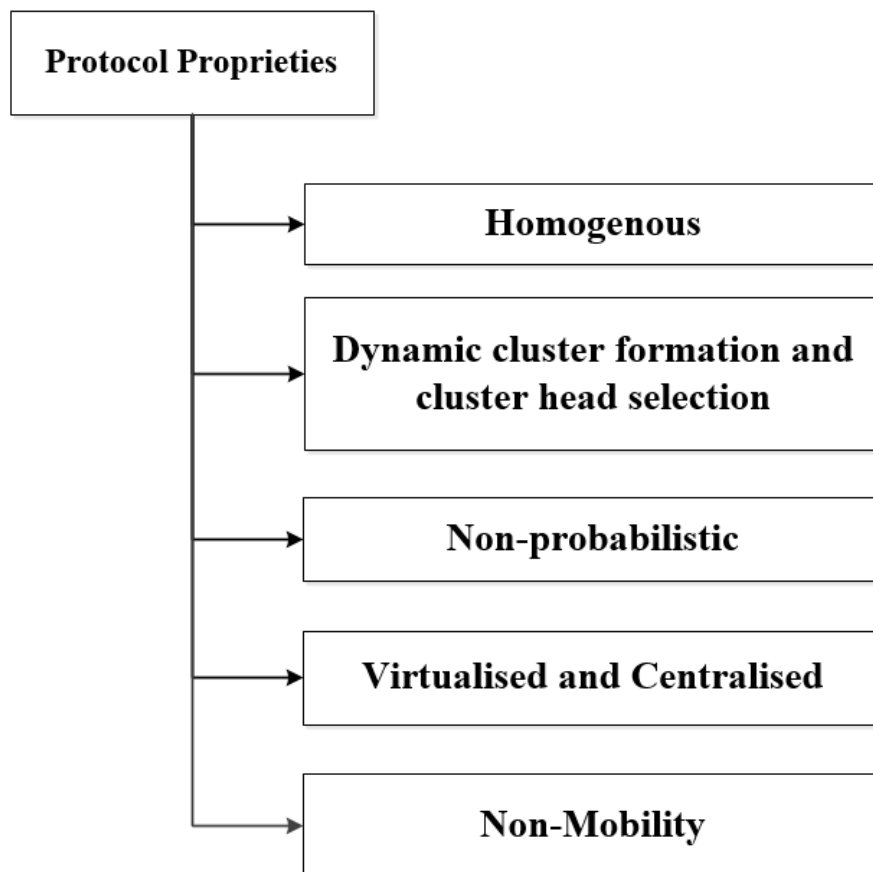 Protocol Proprieties
Homogenous
Dynamic cluster formation and
cluster head selection
Non-probabilistic
Virtualised and Centralised
Non-Mobility